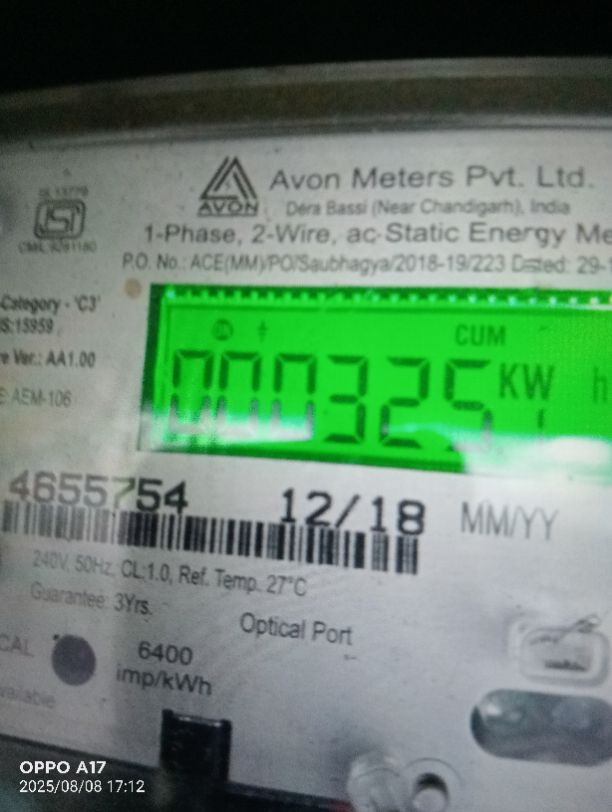 Avon Meters Pvt. Ltd.
AVON
Dera Bassi (Near Chandigarh), India
1-Phase, 2-Wire, ac Static Energy Me
P.O. No.: ACE(MM)/PO/Saubhagya/2018-19/223 Dated: 29-
Category - 'C3'
IS:15959
Ver.: AA1.00
AEM-106
CUM
000325 KW h
4655754 12/18 MM/YY
240V, 50Hz, CL:1.0, Ref. Temp. 27°C
Guarantee: 3Yrs.
Optical Port
CAL
6400
imp/kWh
OPPO A17
2025/08/08 17:12